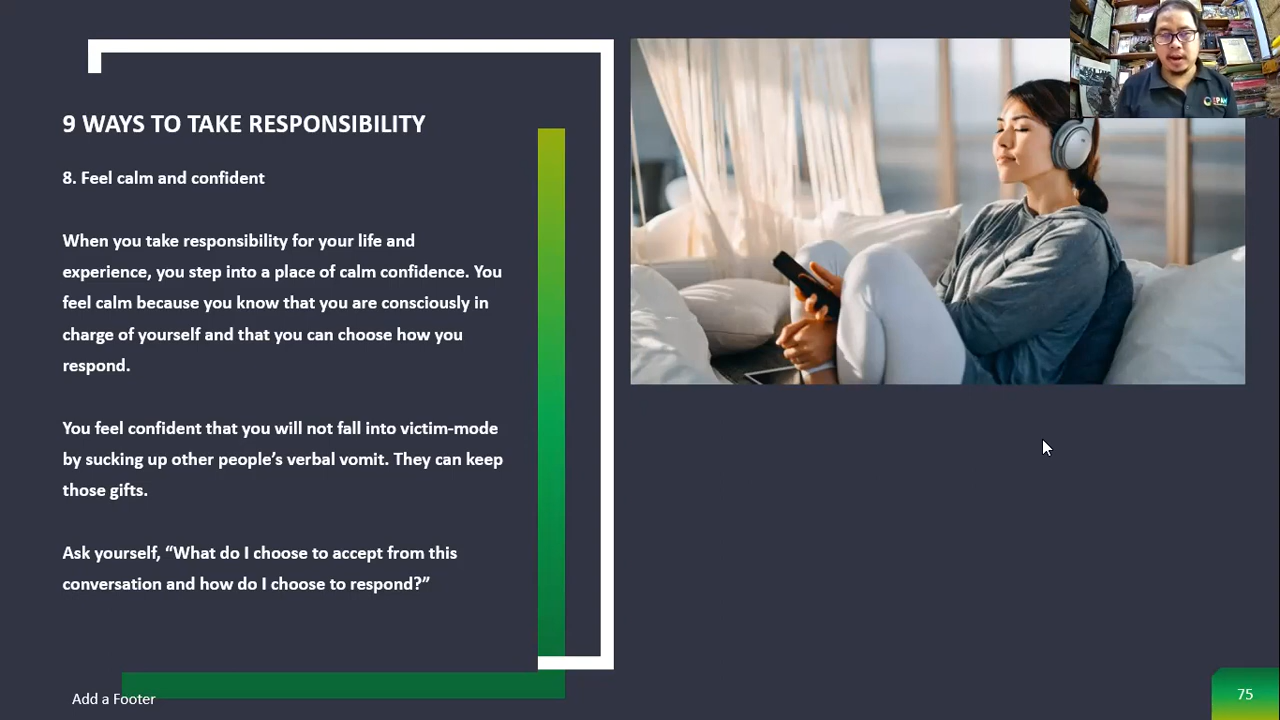 9 WAYS TO TAKE RESPONSIBILITY
8. Feel calm and confident
When you take responsibility for your life and
experience, you step into a place of calm confidence. You
feel calm because you know that you are consciously in
charge of yourself and that you can choose how you
respond.
You feel confident that you will not fall into victim-mode
by sucking up other people’s verbal vomit. They can keep
those gifts.
Ask yourself, “What do I choose to accept from this
conversation and how do I choose to respond?”
Add a Footer
75